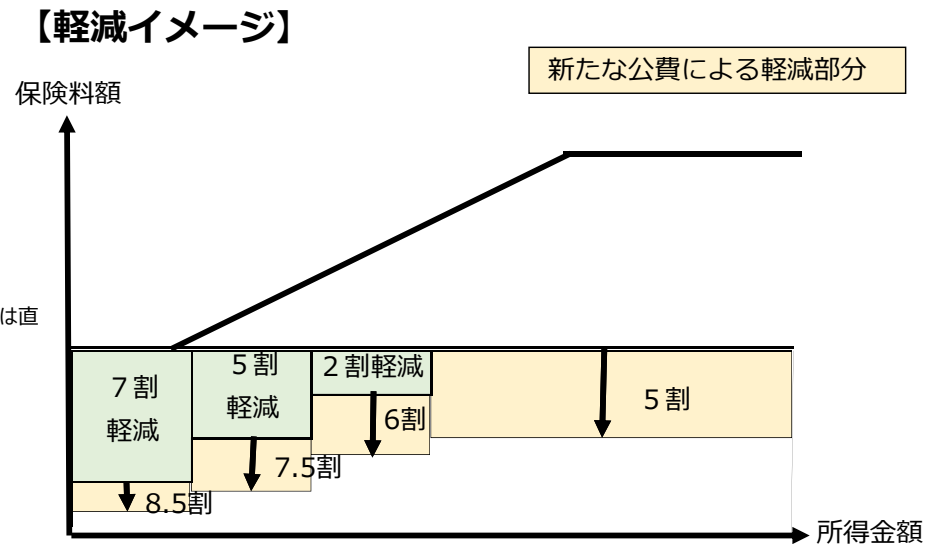 【軽減イメージ】
新たな公費による軽減部分
保険料額
は直
７割
軽減
５割
軽減
２割軽減
6割
５割
7.5割
8.5割
所得金額